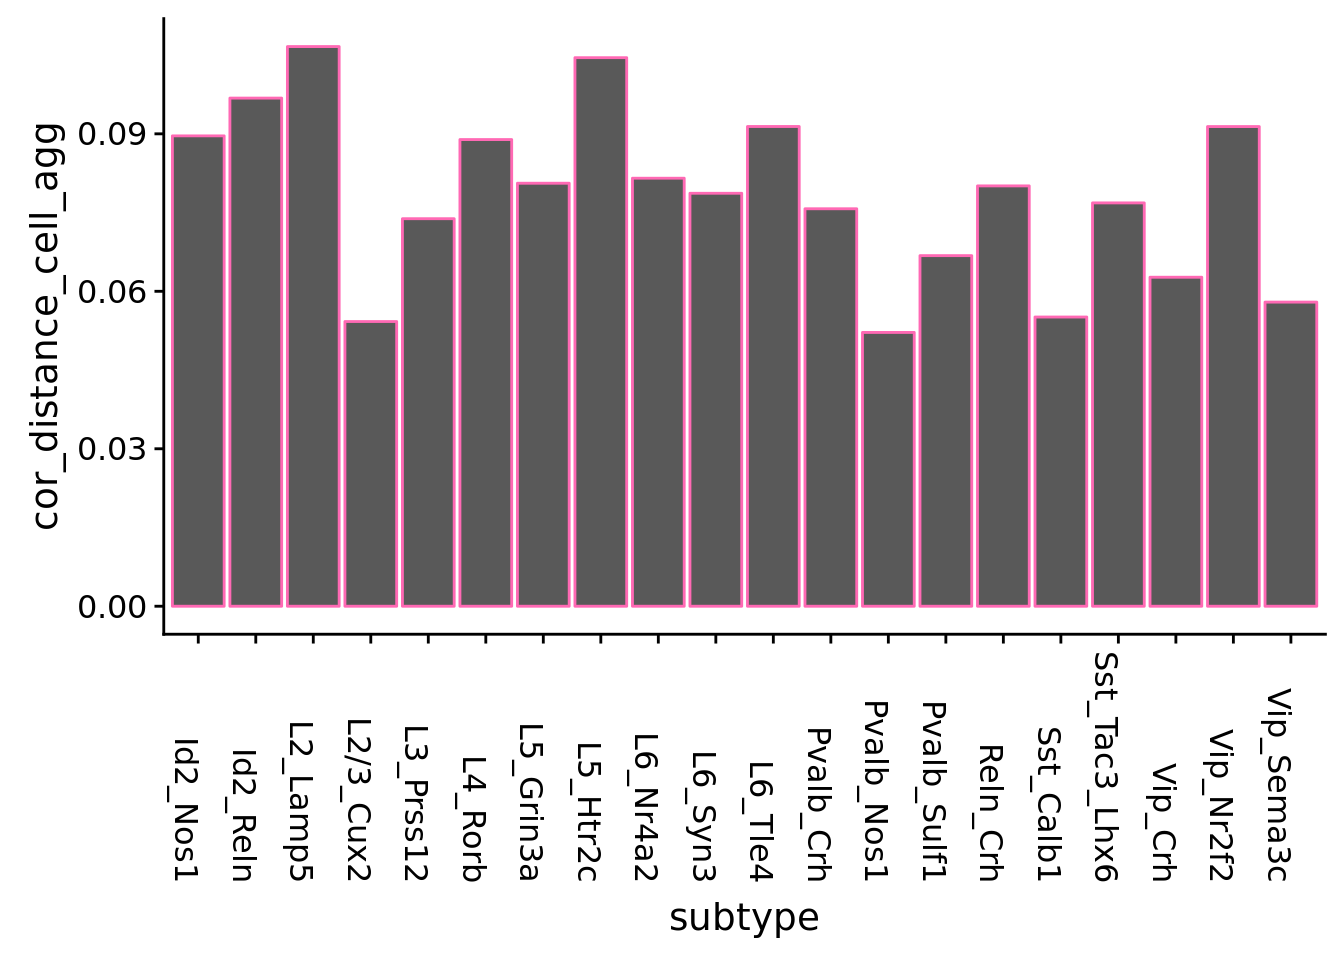 cor_distance_cell_agg
0.09
0.06
0.03
0.00
Id2_Nos1
Id2_Reln
L2_Lamp5
L2/3_Cux2
L3_Prss12
L4_Rorb
L5_Grin3a
L5_Htr2c
L6_Nr4a2
L6_Syn3
L6_Tle4
Pvalb_Crh
Pvalb_Nos1
Pvalb_Sulf1
Reln_Crh
Sst_Calb1
Sst_Tac3_Lhx6
Vip_Crh
Vip_Nr2f2
Vip_Sema3c
subtype